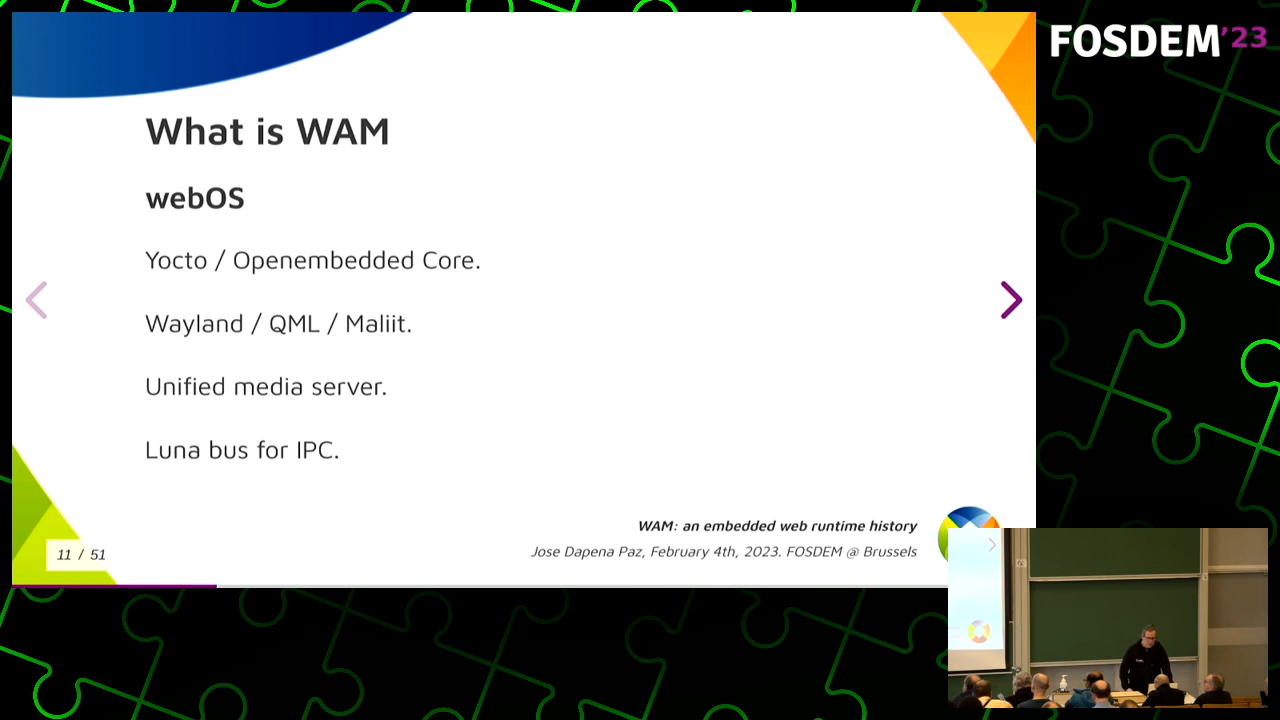 FOSDEM'23
What is WAM
webOS
Yocto / Openembedded Core.
Wayland / QML / Maliit.
Unified media server.
Luna bus for IPC.
WAM: an embedded web runtime history
Jose Dapena Paz, February 4th, 2023. FOSDEM @ Brussels
11 / 51